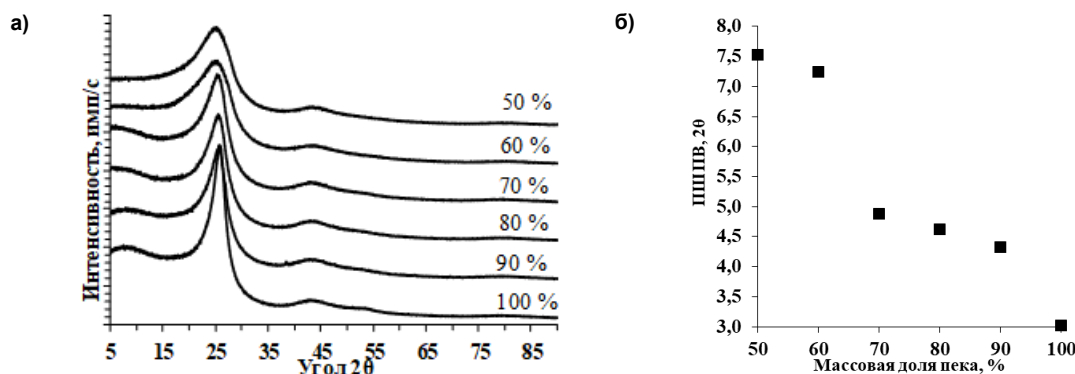 а)
Интенсивность, имп/с
50 %
60 %
70 %
80 %
90 %
100 %
5 15 25 35 45 55 65 75 85
Угол 2θ
б)
ПШПВ, 2θ
8,0
7,5
7,0
6,5
6,0
5,5
5,0
4,5
4,0
3,5
3,0
50 60 70 80 90 100
Массовая доля пека, %